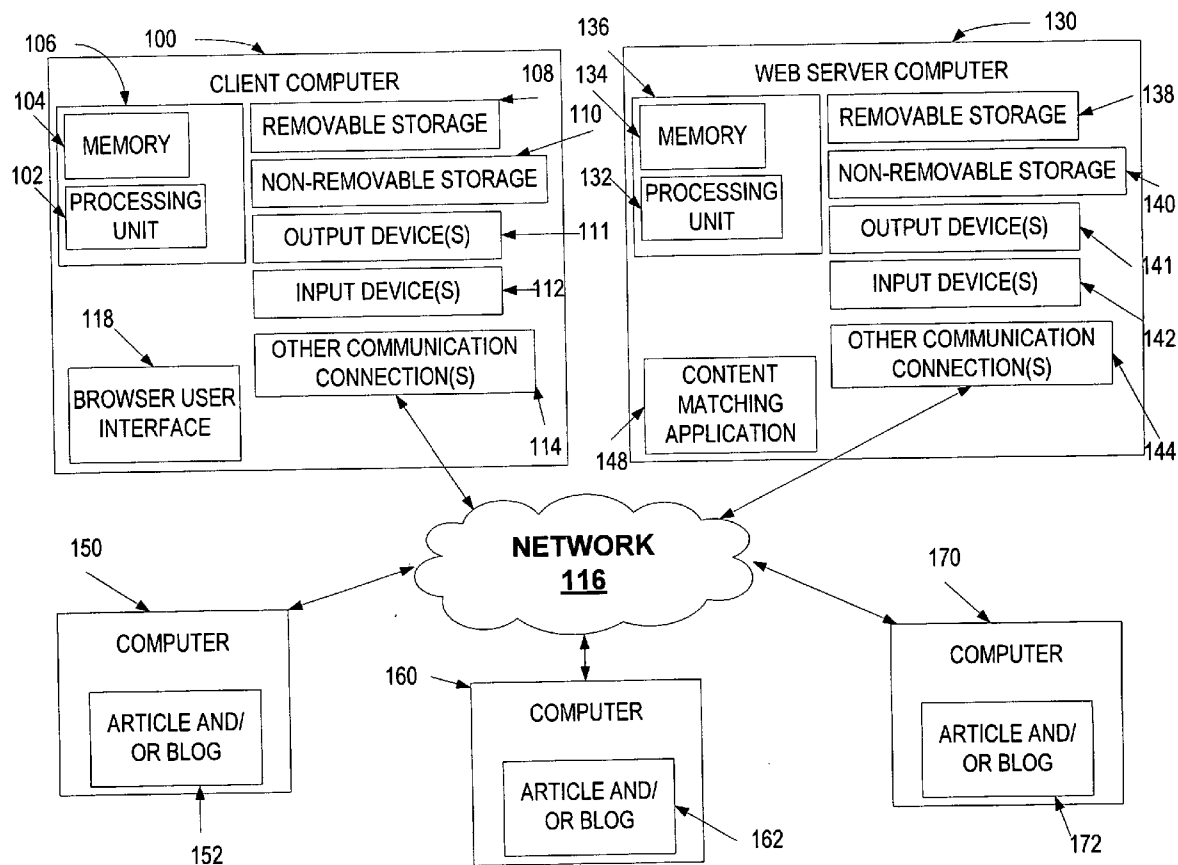 100
106
CLIENT COMPUTER
108
104
MEMORY
REMOVABLE STORAGE
110
102
PROCESSING
UNIT
NON-REMOVABLE STORAGE
OUTPUT DEVICE(S)
111
INPUT DEVICE(S)
112
118
BROWSER USER
INTERFACE
OTHER COMMUNICATION
CONNECTION(S)
114
130
136
WEB SERVER COMPUTER
134
MEMORY
REMOVABLE STORAGE
138
132
PROCESSING
UNIT
NON-REMOVABLE STORAGE
140
OUTPUT DEVICE(S)
141
INPUT DEVICE(S)
142
OTHER COMMUNICATION
CONNECTION(S)
144
CONTENT
MATCHING
APPLICATION
148
NETWORK
116
150
COMPUTER
ARTICLE AND/
OR BLOG
152
160
COMPUTER
ARTICLE AND/
OR BLOG
162
170
COMPUTER
ARTICLE AND/
OR BLOG
172